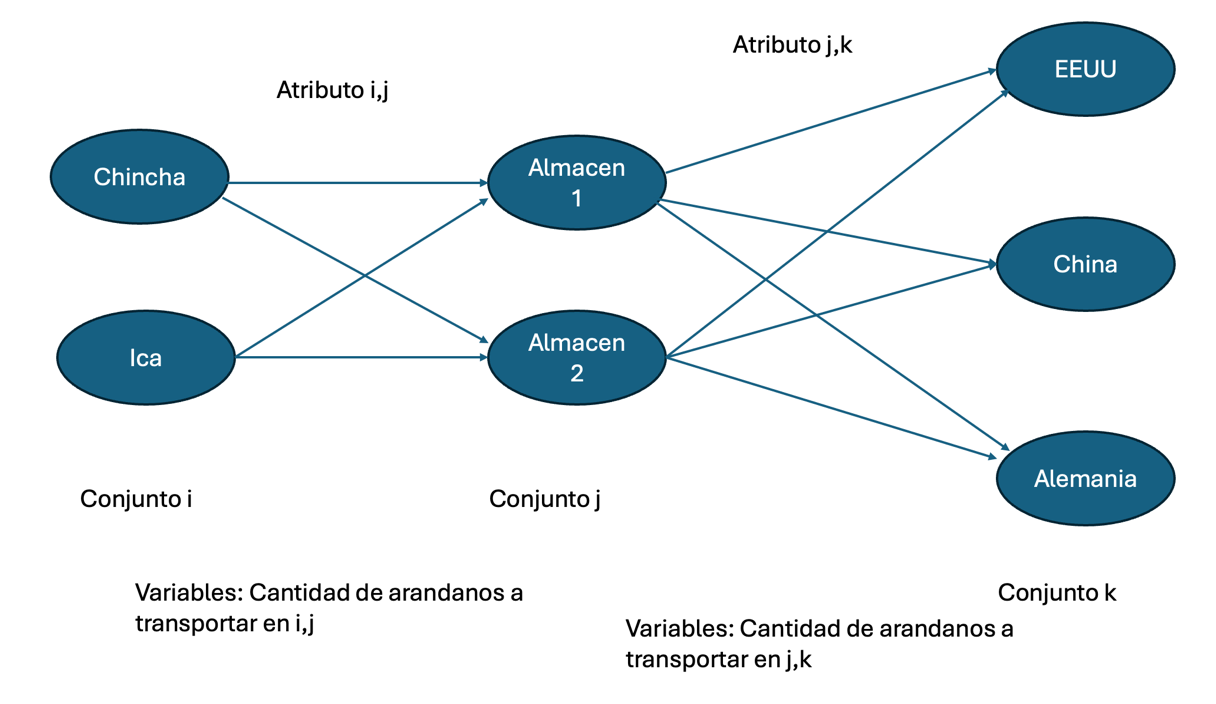 Atributo j,k
EEUU
Atributo i,j
Chincha
Almacen
1
China
Ica
Almacen
2
Alemania
Conjunto i
Conjunto j
Variables: Cantidad de arandanos a
transportar en i,j
Conjunto k
Variables: Cantidad de arandanos a
transportar en j,k